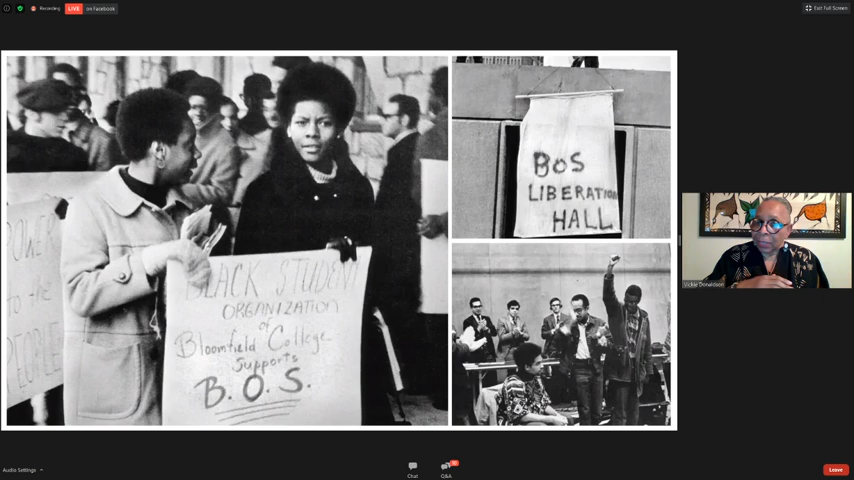 Recording
LIVE
on Facebook
Exit Full Screen
POWER
to the
PEOPLE
BLACK STUDENT
ORGANIZATION
of
Bloomfield College
Supports
B.O.S.
BOS
LIBERATION
HALL
Vickie Donaldson
Audio Settings
Chat
Q&A
Leave